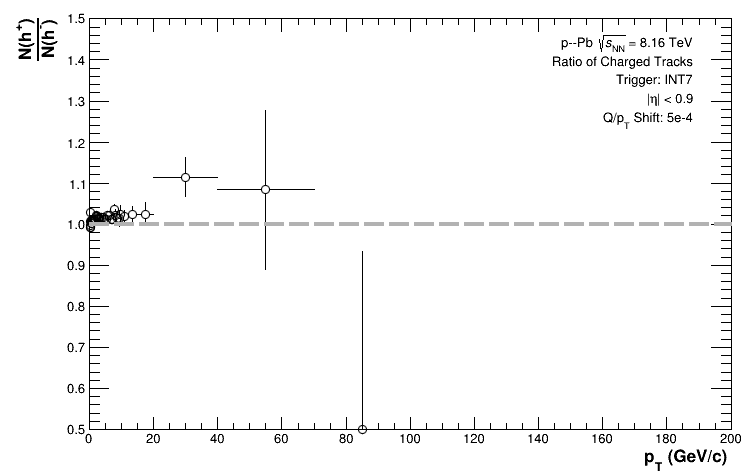 N(h⁺)
N(h⁻)
p--Pb √sNN = 8.16 TeV
Ratio of Charged Tracks
Trigger: INT7
|η| < 0.9
Q/pT Shift: 5e-4
1.5
1.4
1.3
1.2
1.1
1.0
0.9
0.8
0.7
0.6
0.5
0 20 40 60 80 100 120 140 160 180 200
pT (GeV/c)